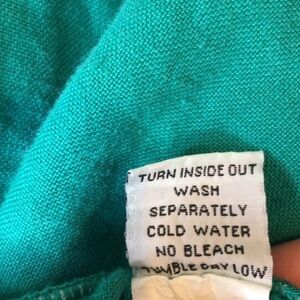 TURN INSIDE OUT
WASH
SEPARATELY
COLD WATER
NO BLEACH
TUMBLE DRY LOW